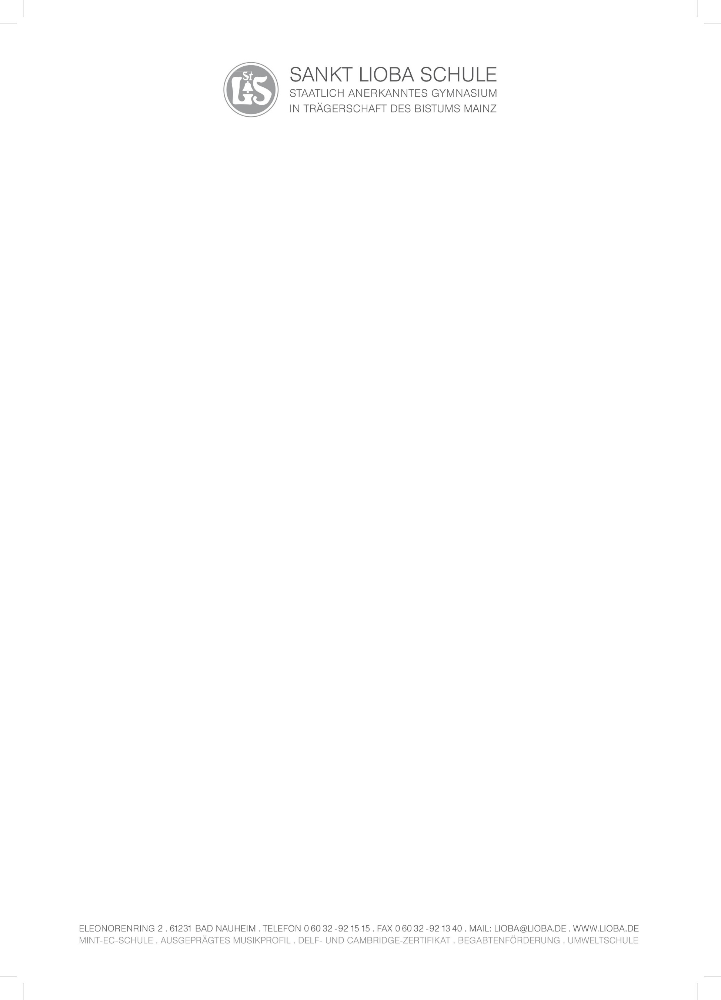 St
LS
SANKT LIOBA SCHULE
STAATLICH ANERKANNTES GYMNASIUM
IN TRÄGERSCHAFT DES BISTUMS MAINZ
ELEONORENRING 2 . 61231 BAD NAUHEIM . TELEFON 0 60 32 - 92 15 15 . FAX 0 60 32 - 92 13 40 . MAIL: LIOBA@LIOBA.DE . WWW.LIOBA.DE
MINT-EC-SCHULE . AUSGEPRÄGTES MUSIKPROFIL . DELF- UND CAMBRIDGE-ZERTIFIKAT . BEGABTENFÖRDERUNG . UMWELTSCHULE